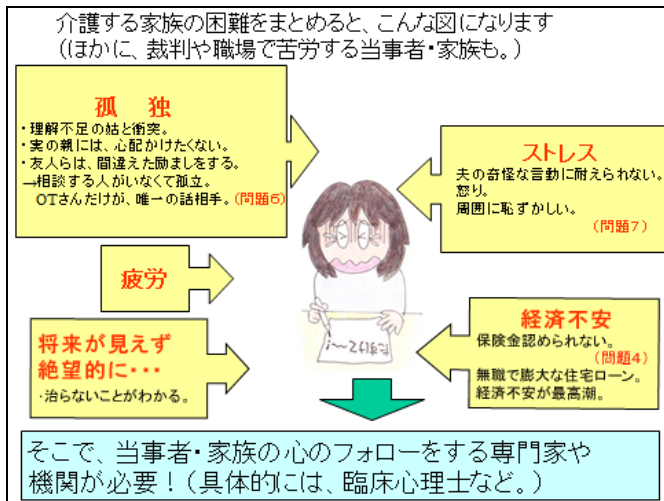 介護する家族の困難をまとめると、こんな図になります
（ほかに、裁判や職場で苦労する当事者・家族も。）
孤　独
・理解不足の姑と衝突。
・実の親には、心配かけたくない。
・友人らは、間違えた励ましをする。
→相談する人がいなくて孤立。
OTさんだけが、唯一の話相手。（問題6）
ストレス
夫の奇怪な言動に耐えられない。
怒り。
周囲に恥ずかしい。
（問題7）
疲労
将来が見えず
絶望的に・・・
・治らないことがわかる。
経済不安
保険金認められない。
（問題4）
無職で膨大な住宅ローン。
経済不安が最高潮。
そこで、当事者・家族の心のフォローをする専門家や
機関が必要！（具体的には、臨床心理士など。）